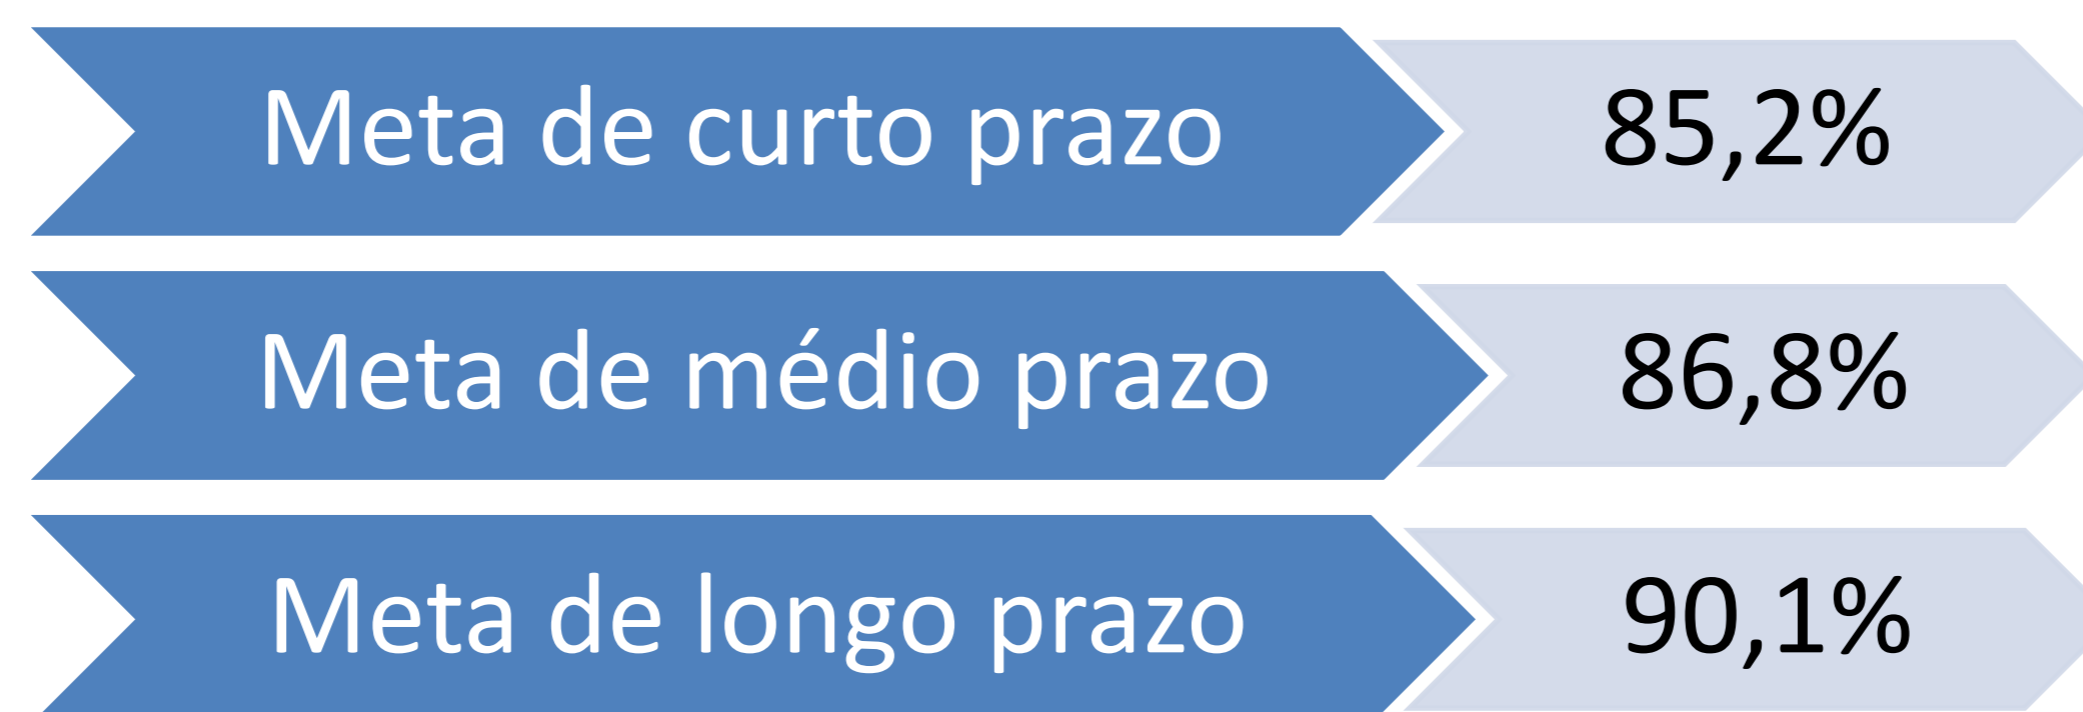 Meta de curto prazo 85,2%
Meta de médio prazo 86,8%
Meta de longo prazo 90,1%